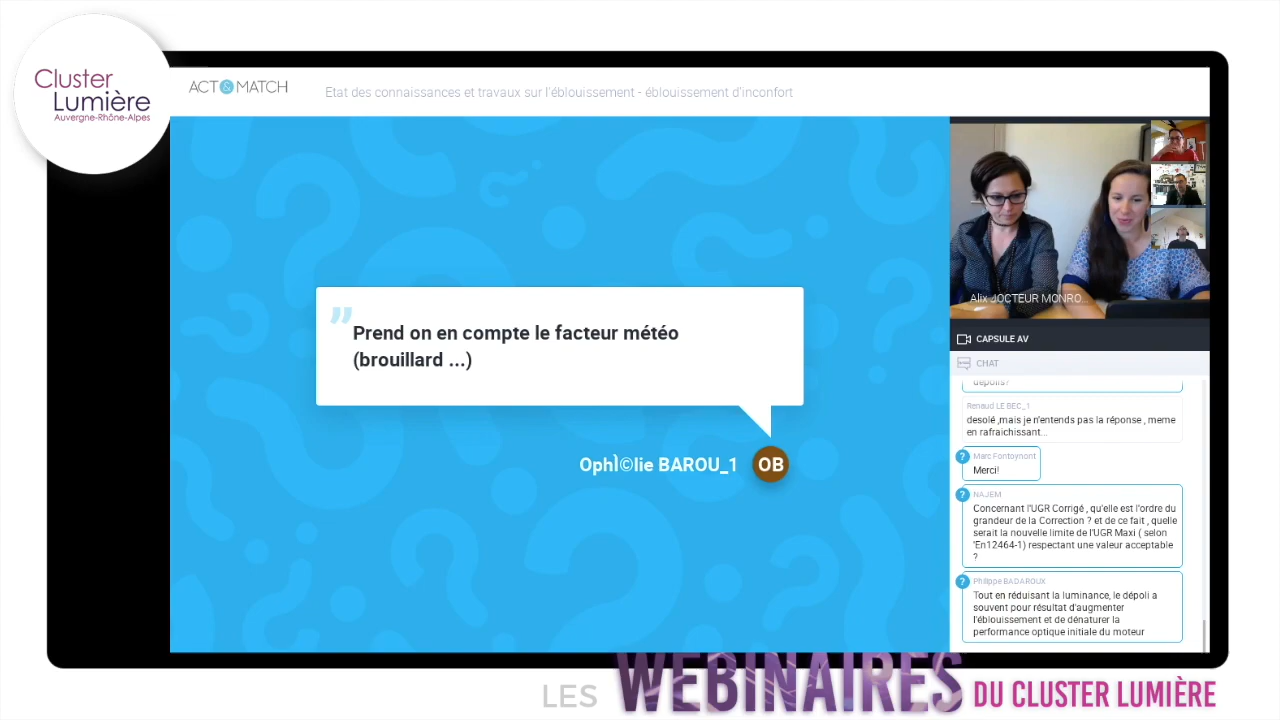 Cluster
Lumière
Auvergne-Rhône-Alpes
ACT & MATCH
Etat des connaissances et travaux sur l'éblouissement - éblouissement d'inconfort
”
Prend on en compte le facteur météo
(brouillard ...)
OphÌ©lie BAROU_1
OB
Alix JOCTEUR MONRO...
CAPSULE AV
CHAT
dépolis?
Renaud LE BEC_1
desolé ,mais je n'entends pas la réponse , meme
en rafraichissant...
? Marc Fontoynont
Merci!
? NAJEM
Concernant l'UGR Corrigé , qu'elle est l'ordre du
grandeur de la Correction ? et de ce fait , quelle
serait la nouvelle limite de l'UGR Maxi ( selon
'En12464-1) respectant une valeur acceptable
?
? Philippe BADAROUX
Tout en réduisant la luminance, le dépoli a
souvent pour résultat d'augmenter
l'éblouissement et de dénaturer la
performance optique initiale du moteur
LES WEBINAIRES DU CLUSTER LUMIÈRE